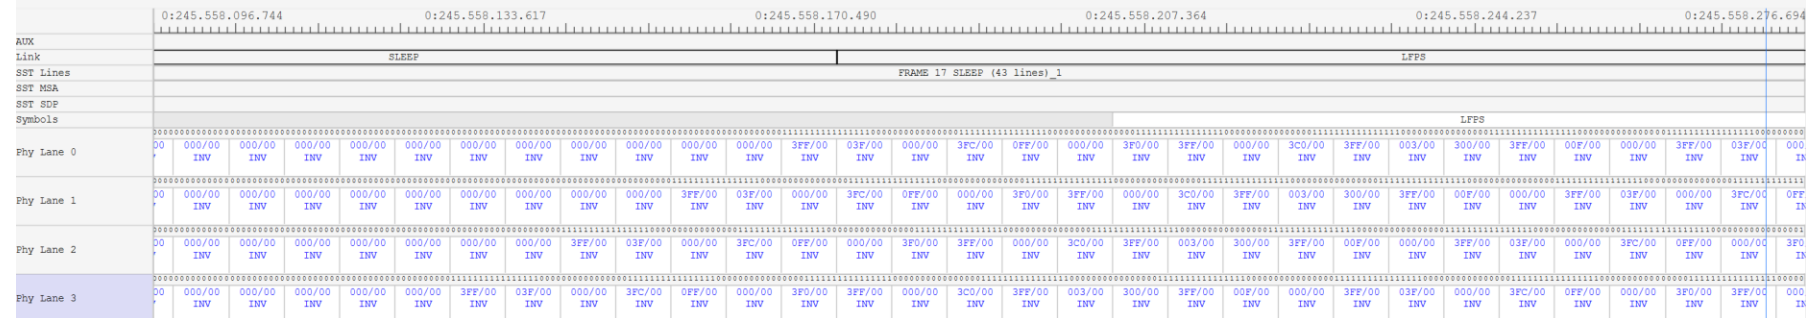 0:245.558.096.744 0:245.558.133.617 0:245.558.170.490 0:245.558.207.364 0:245.558.244.237 0:245.558.276.694
AUX
Link SLEEP LFPS
SST Lines FRAME 17 SLEEP (43 lines)_1
SST MSA
SST SDP
Symbols LFPS
Phy Lane 0
00 000/00 000/00 000/00 000/00 000/00 000/00 000/00 000/00 000/00 000/00 000/00 3FF/00 03F/00 000/00 3FC/00 0FF/00 000/00 3F0/00 3FF/00 000/00 3C0/00 3FF/00 003/00 300/00 3FF/00 00F/00 000/00 3FF/00 03F/00 000
INV INV INV INV INV INV INV INV INV INV INV INV INV INV INV INV INV INV INV INV INV INV INV INV INV INV INV INV INV
Phy Lane 1
00 000/00 000/00 000/00 000/00 000/00 000/00 000/00 000/00 000/00 3FF/00 03F/00 000/00 3FC/00 0FF/00 000/00 3F0/00 3FF/00 000/00 3C0/00 3FF/00 003/00 300/00 3FF/00 00F/00 000/00 3FF/00 03F/00 000/00 3FC/00 0FF
INV INV INV INV INV INV INV INV INV INV INV INV INV INV INV INV INV INV INV INV INV INV INV INV INV INV INV INV INV
Phy Lane 2
00 000/00 000/00 000/00 000/00 000/00 000/00 000/00 3FF/00 03F/00 000/00 3FC/00 0FF/00 000/00 3F0/00 3FF/00 000/00 3C0/00 3FF/00 003/00 300/00 3FF/00 00F/00 000/00 3FF/00 03F/00 000/00 3FC/00 0FF/00 000/00 3F0
INV INV INV INV INV INV INV INV INV INV INV INV INV INV INV INV INV INV INV INV INV INV INV INV INV INV INV INV INV
Phy Lane 3
00 000/00 000/00 000/00 000/00 000/00 3FF/00 03F/00 000/00 3FC/00 0FF/00 000/00 3F0/00 3FF/00 000/00 3C0/00 3FF/00 003/00 300/00 3FF/00 00F/00 000/00 3FF/00 03F/00 000/00 3FC/00 0FF/00 000/00 3F0/00 3FF/00 000
INV INV INV INV INV INV INV INV INV INV INV INV INV INV INV INV INV INV INV INV INV INV INV INV INV INV INV INV INV